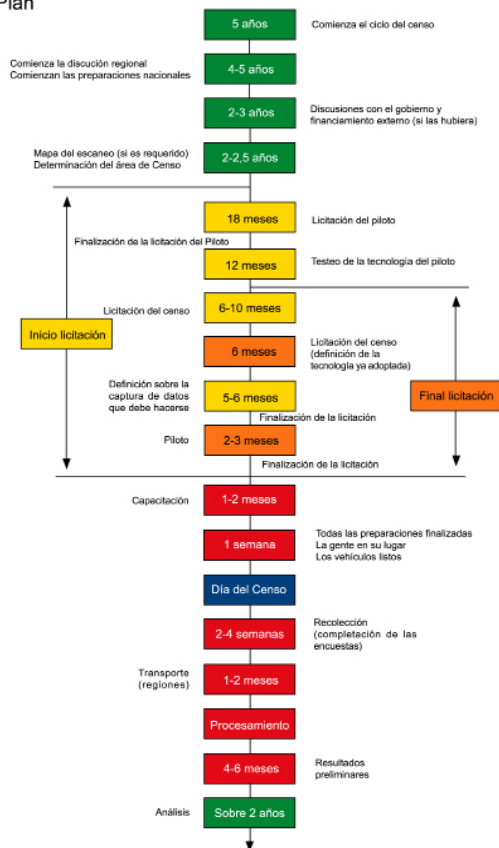 Plan
5 años
Comienza el ciclo del censo
Comienza la discución regional
Comienzan las preparaciones nacionales
4-5 años
2-3 años
Discusiones con el gobierno y
financiamiento externo (si las hubiera)
Mapa del escaneo (si es requerido)
Determinación del área de Censo
2-2,5 años
18 meses
Licitación del piloto
Finalización de la licitación del Piloto
12 meses
Testeo de la tecnología del piloto
Licitación del censo
6-10 meses
Inicio licitación
6 meses
Licitación del censo
(definición de la
tecnología ya adoptada)
Definición sobre la
captura de datos
que debe hacerse
5-6 meses
Final licitación
Finalización de la licitación
Piloto
2-3 meses
Finalización de la licitación
Capacitación
1-2 meses
1 semana
Todas las preparaciones finalizadas
La gente en su lugar
Los vehículos listos
Día del Censo
2-4 semanas
Recolección
(completación de las
encuestas)
Transporte
(regiones)
1-2 meses
Procesamiento
4-6 meses
Resultados
preliminares
Análisis
Sobre 2 años